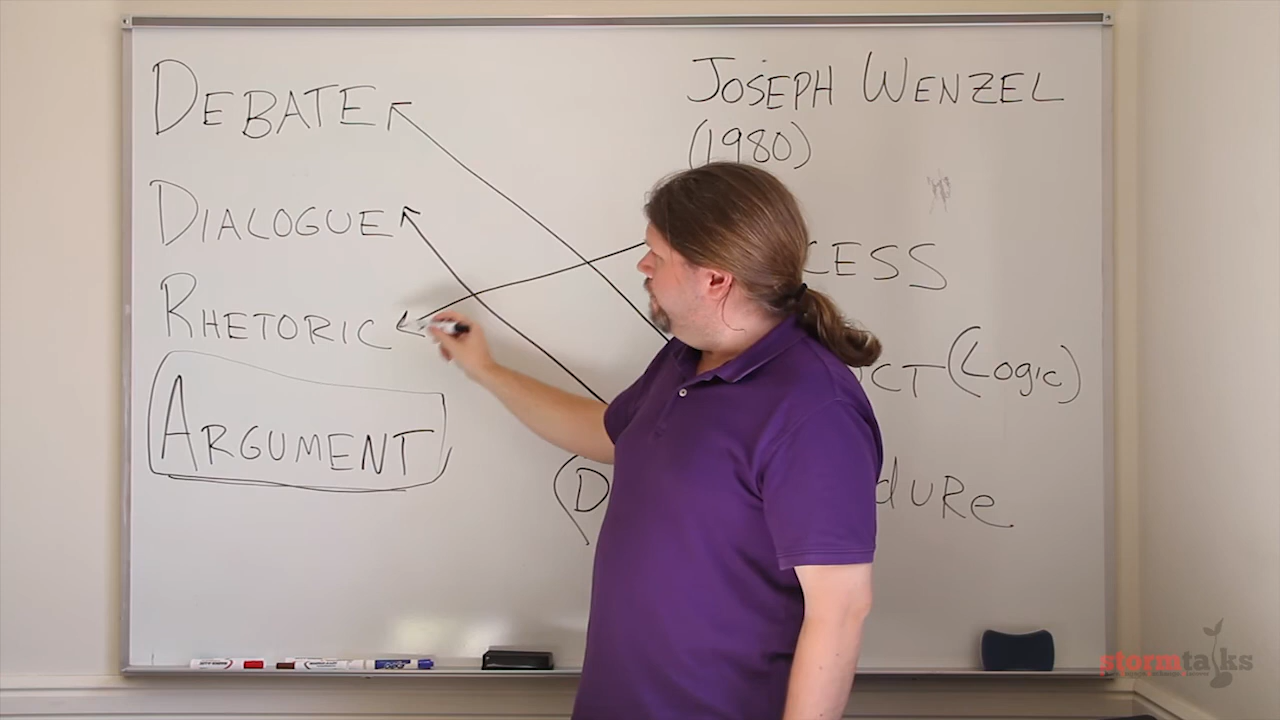 DEBATE
DIALOGUE
RHETORIC
ARGUMENT
JOSEPH WENZEL
(1980)
CESS
CT (LOGIC)
(D
duRe
stormtalks